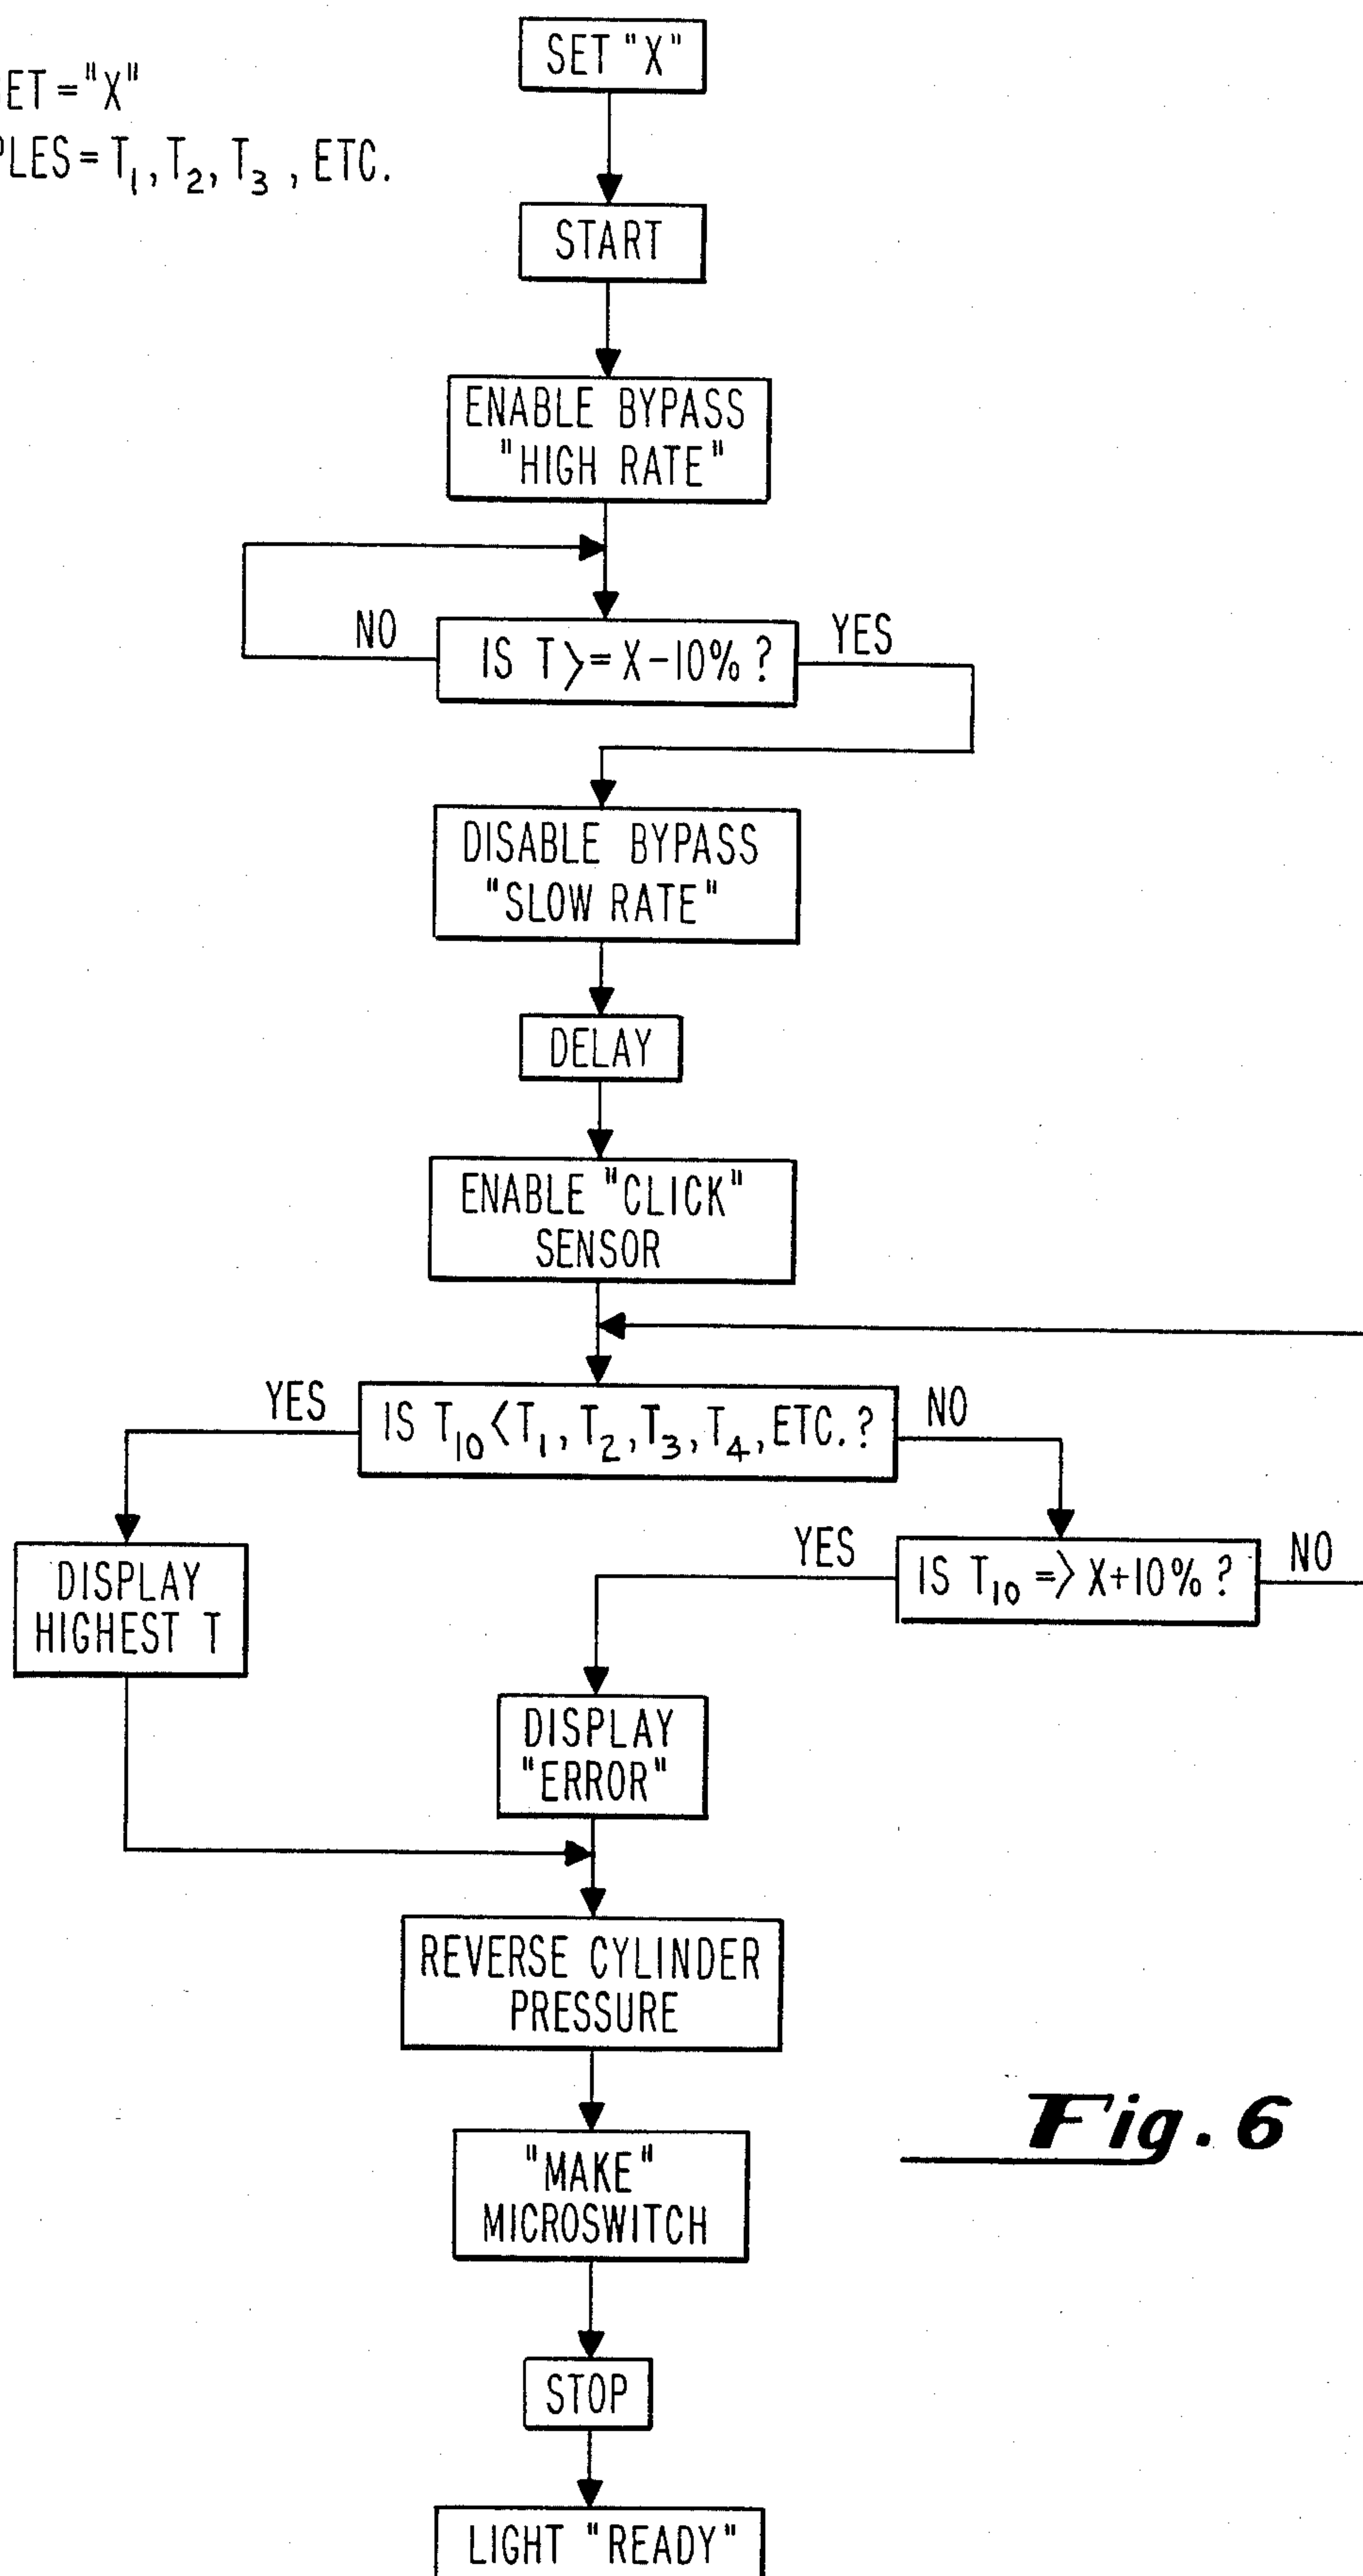 SET "X"
ET = "X"
PLES = T₁, T₂, T₃, ETC.
START
ENABLE BYPASS
"HIGH RATE"
NO
IS T >= X-10% ?
YES
DISABLE BYPASS
"SLOW RATE"
DELAY
ENABLE "CLICK"
SENSOR
YES
IS T₁₀ < T₁, T₂, T₃, T₄, ETC. ?
NO
DISPLAY
HIGHEST T
YES
IS T₁₀ => X+10% ?
NO
DISPLAY
"ERROR"
REVERSE CYLINDER
PRESSURE
"MAKE"
MICROSWITCH
Fig. 6
STOP
LIGHT "READY"